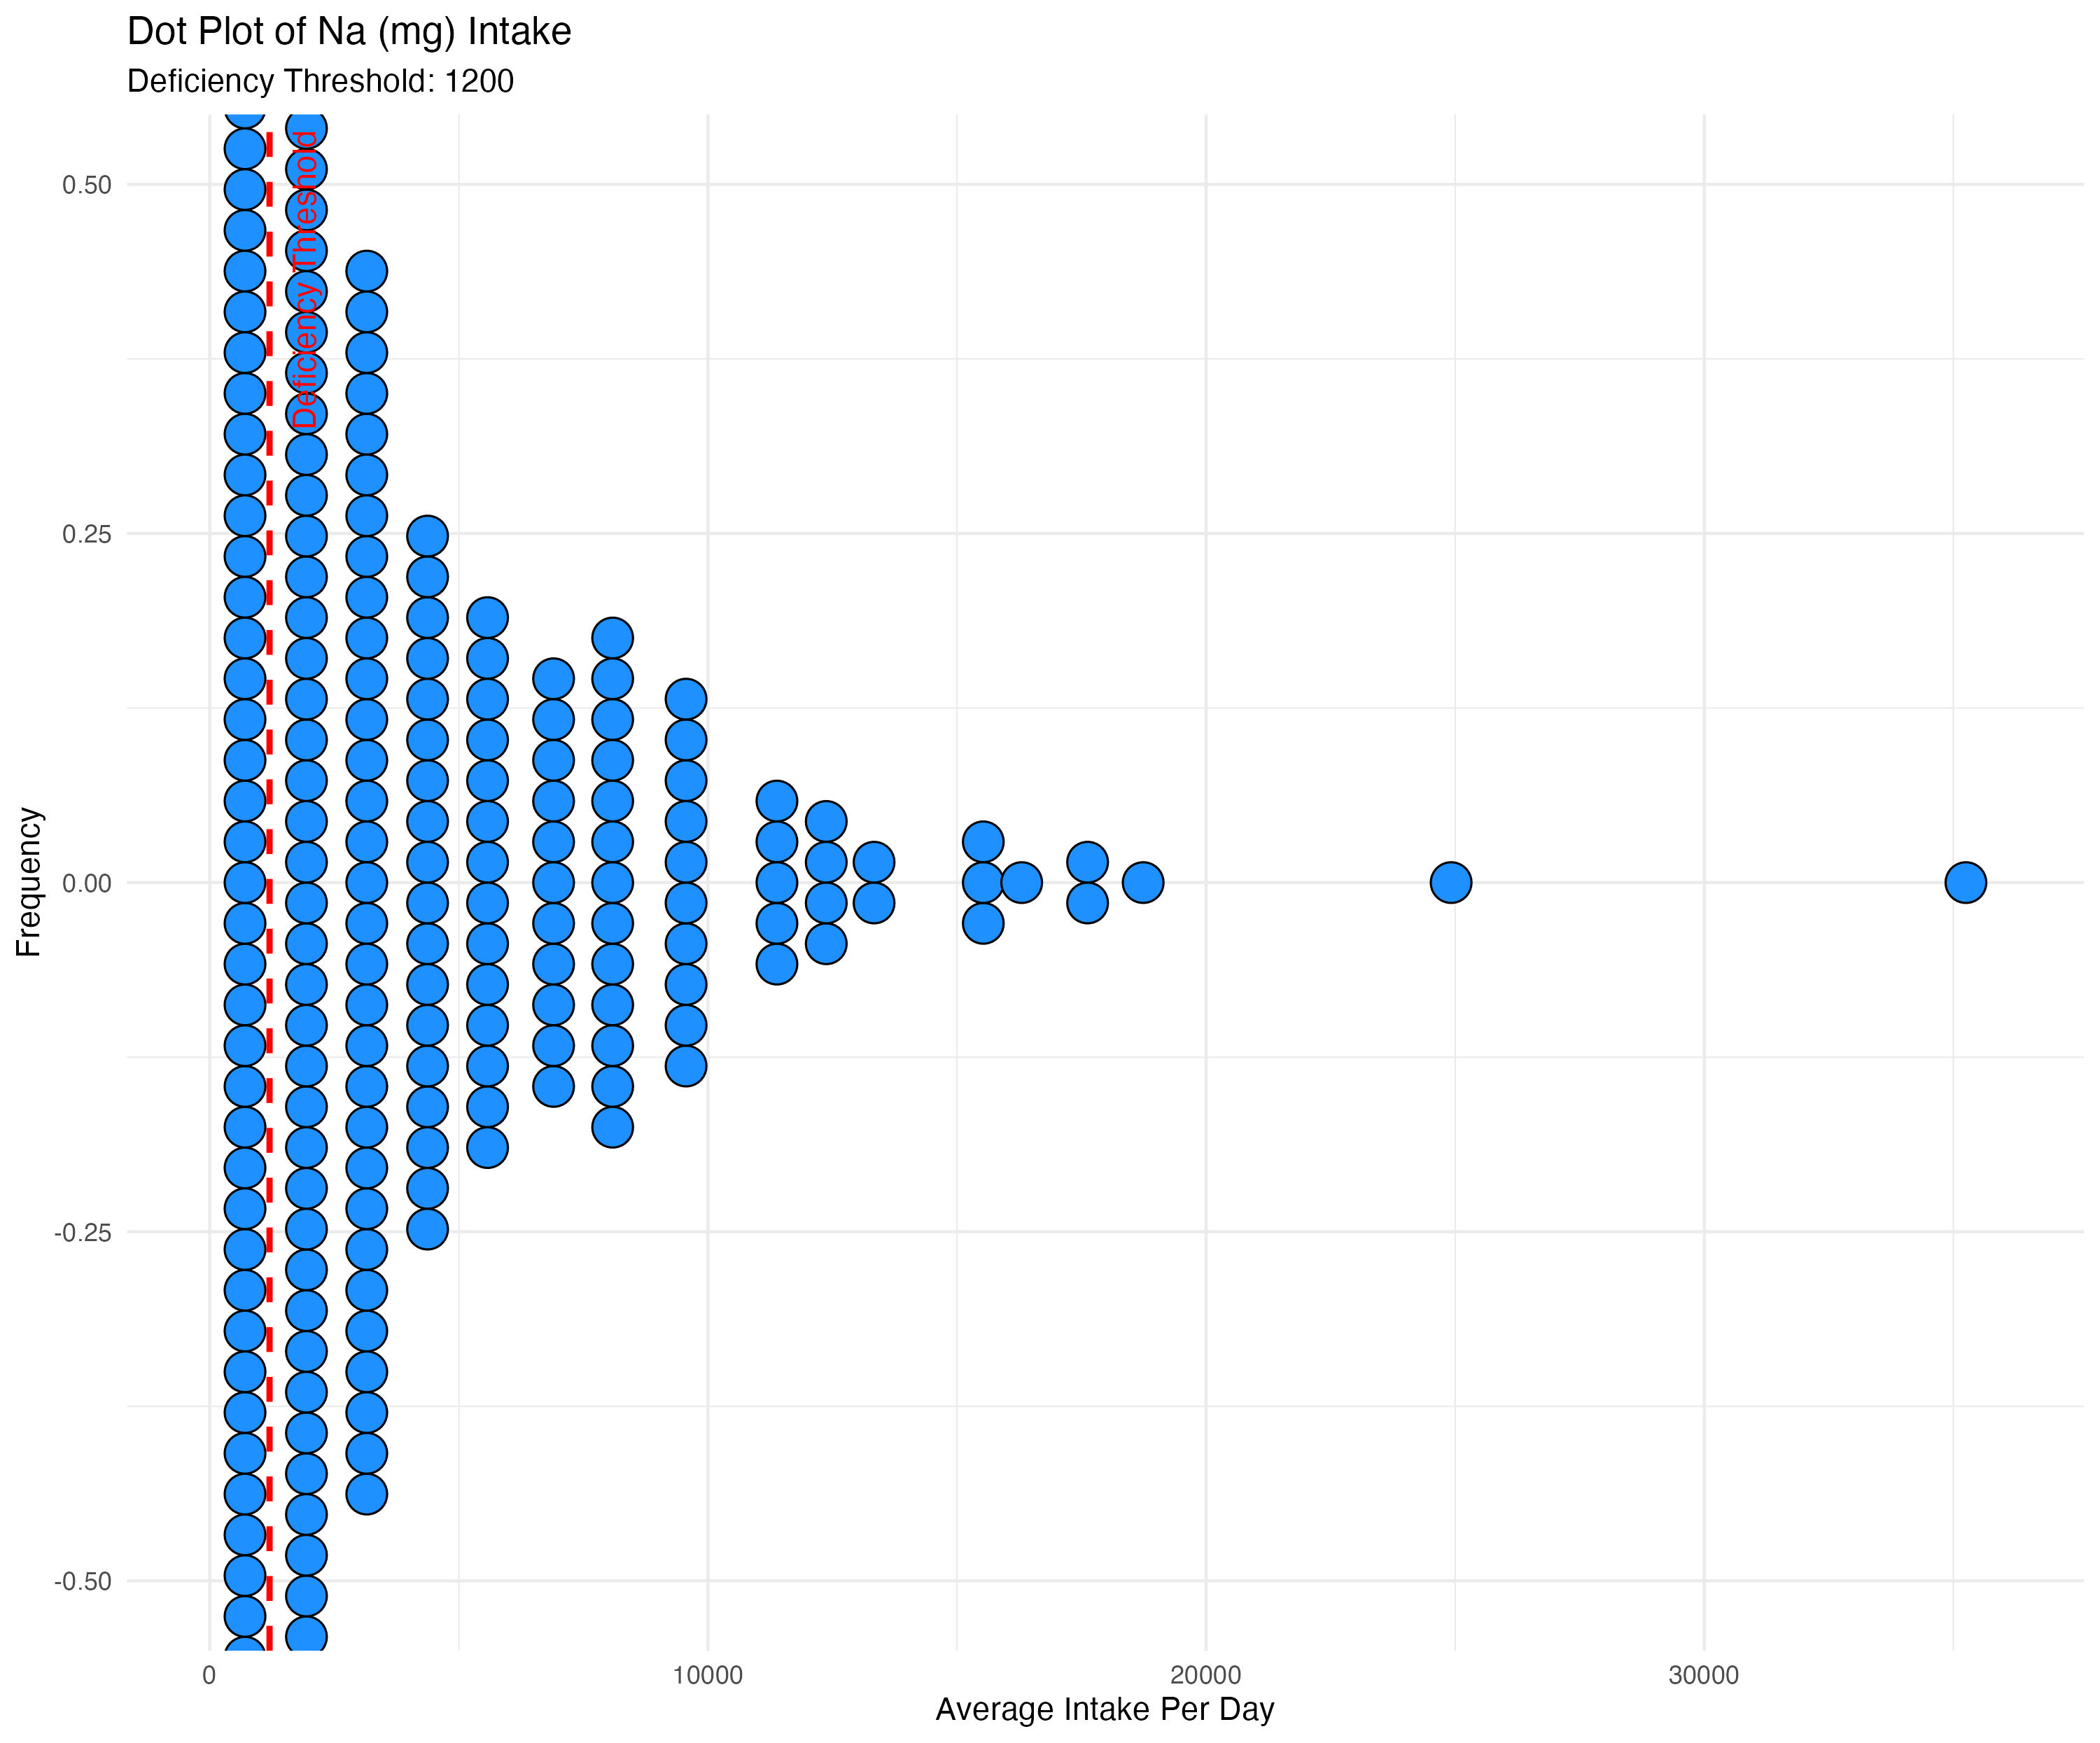 Dot Plot of Na (mg) Intake
Deficiency Threshold: 1200
Deficiency Threshold
0.50
0.25
0.00
-0.25
-0.50
Frequency
0 10000 20000 30000
Average Intake Per Day